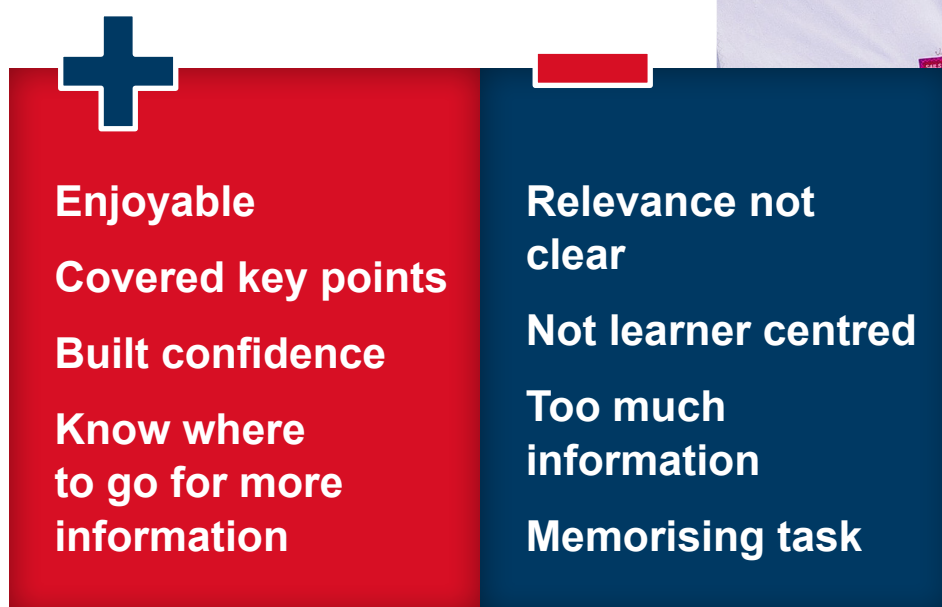 Enjoyable
Covered key points
Built confidence
Know where
to go for more
information
Relevance not
clear
Not learner centred
Too much
information
Memorising task